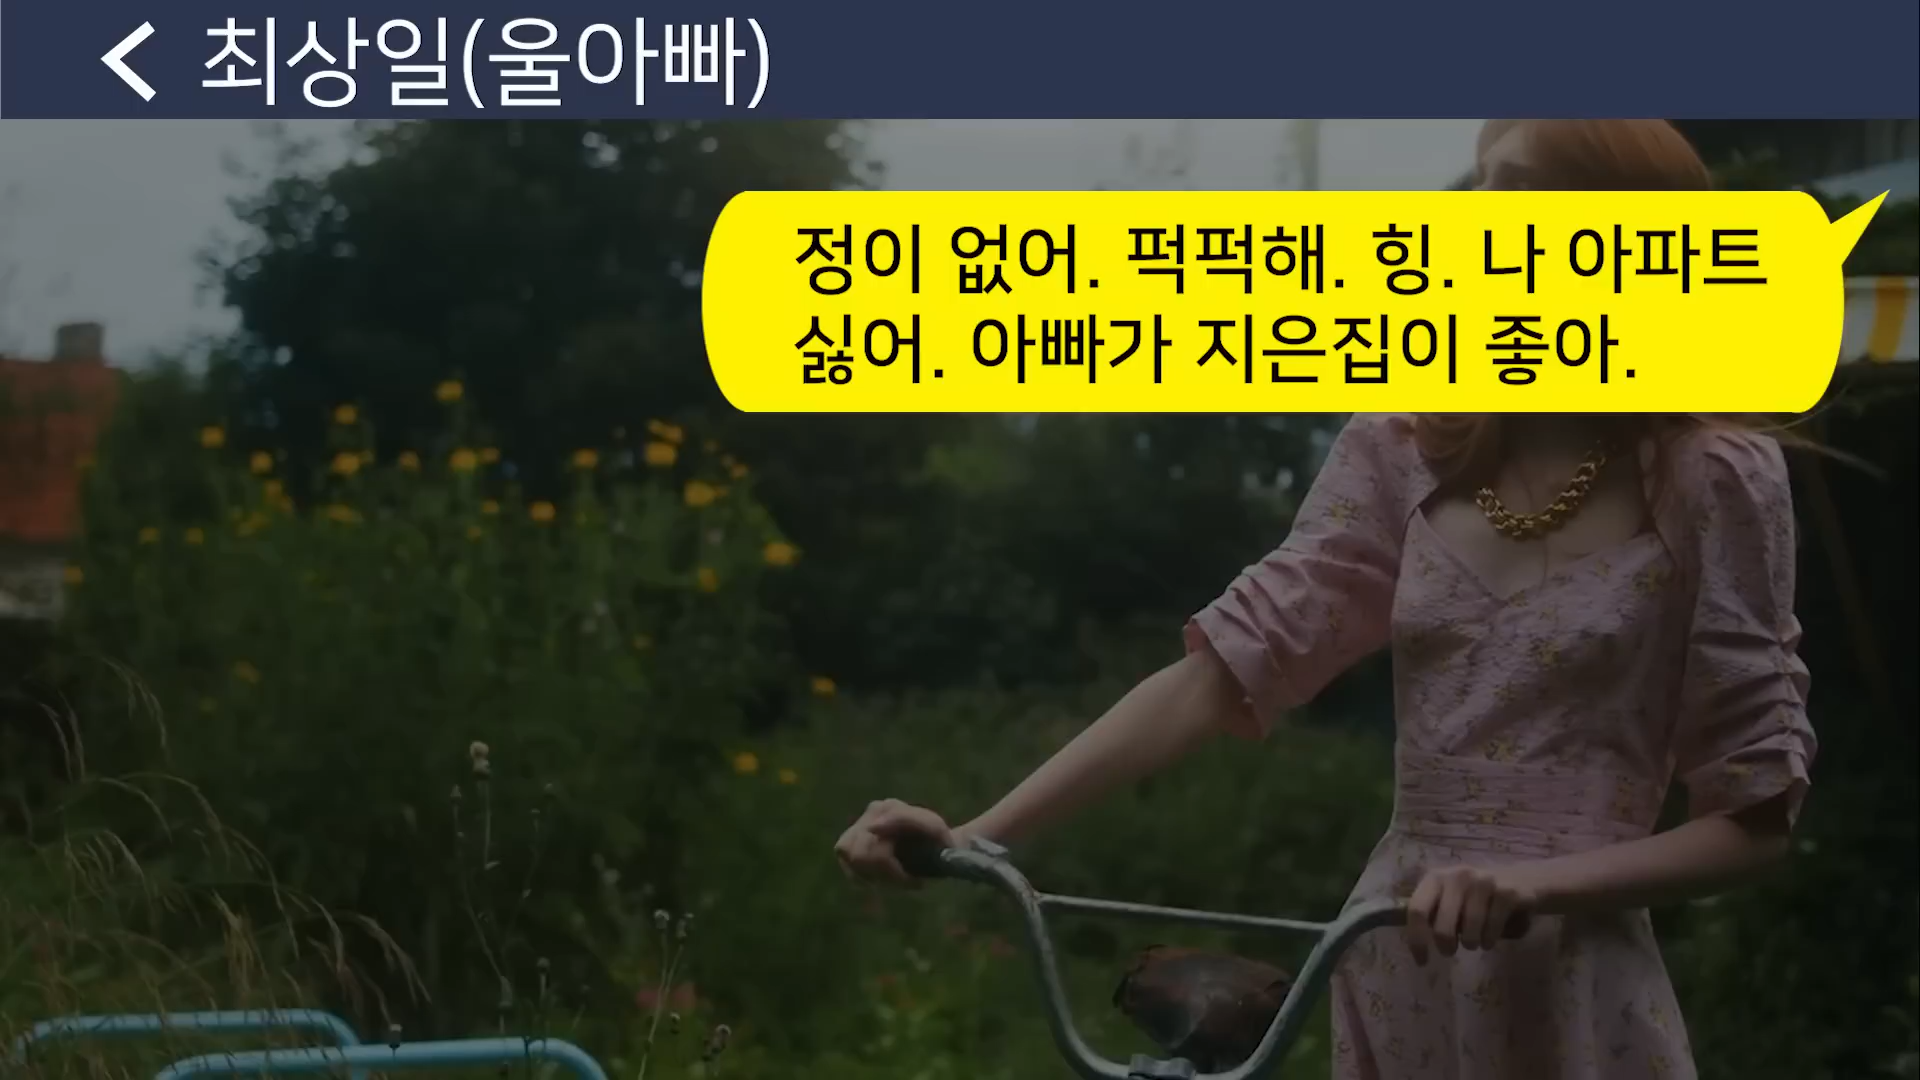 최상일(울아빠)
정이 없어. 퍽퍽해. 힝. 나 아파트
싫어. 아빠가 지은집이 좋아.